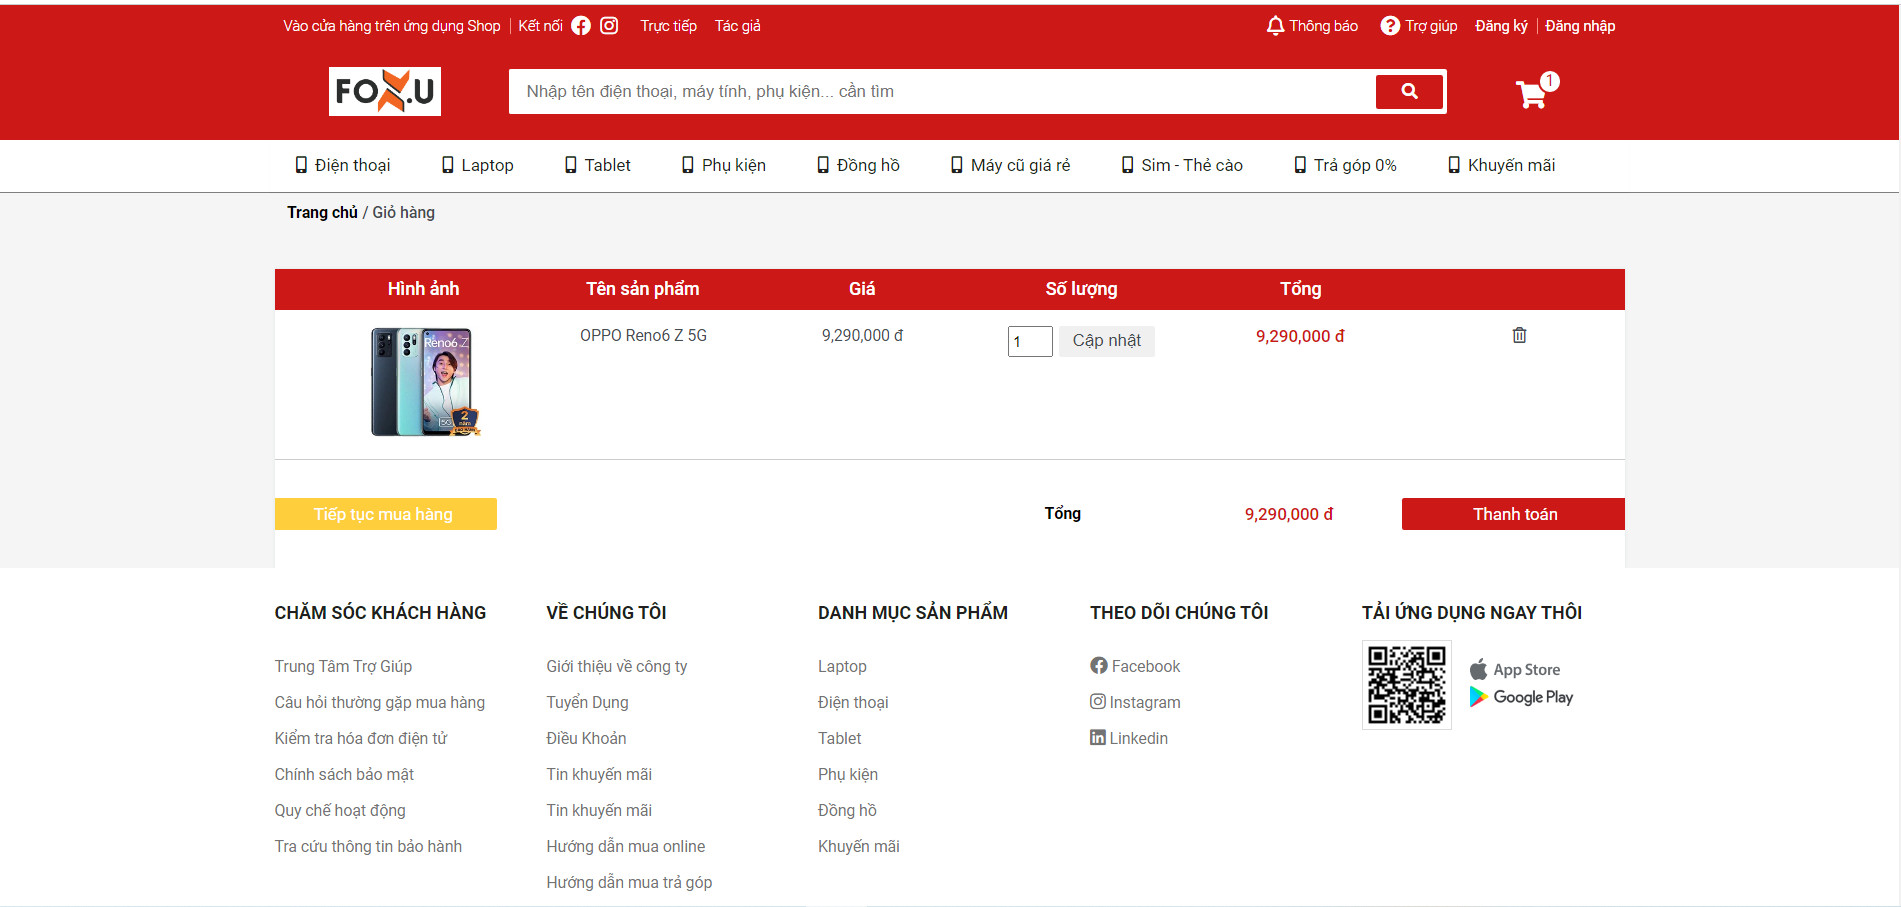 Vào cửa hàng trên ứng dụng Shop | Kết nối Trực tiếp Tác giả Thông báo Trợ giúp Đăng ký | Đăng nhập
FOX.U Nhập tên điện thoại, máy tính, phụ kiện... cần tìm 1
Điện thoại Laptop Tablet Phụ kiện Đồng hồ Máy cũ giá rẻ Sim - Thẻ cào Trả góp 0% Khuyến mãi
Trang chủ / Giỏ hàng
Hình ảnh Tên sản phẩm Giá Số lượng Tổng
OPPO Reno6 Z 5G 9,290,000 đ 1 Cập nhật 9,290,000 đ
Reno6 Z
2
năm
5G
Tiếp tục mua hàng Tổng 9,290,000 đ Thanh toán
CHĂM SÓC KHÁCH HÀNG
Trung Tâm Trợ Giúp
Câu hỏi thường gặp mua hàng
Kiểm tra hóa đơn điện tử
Chính sách bảo mật
Quy chế hoạt động
Tra cứu thông tin bảo hành
VỀ CHÚNG TÔI
Giới thiệu về công ty
Tuyển Dụng
Điều Khoản
Tin khuyến mãi
Tin khuyến mãi
Hướng dẫn mua online
Hướng dẫn mua trả góp
DANH MỤC SẢN PHẨM
Laptop
Điện thoại
Tablet
Phụ kiện
Đồng hồ
Khuyến mãi
THEO DÕI CHÚNG TÔI
Facebook
Instagram
Linkedin
TẢI ỨNG DỤNG NGAY THÔI
App Store
Google Play